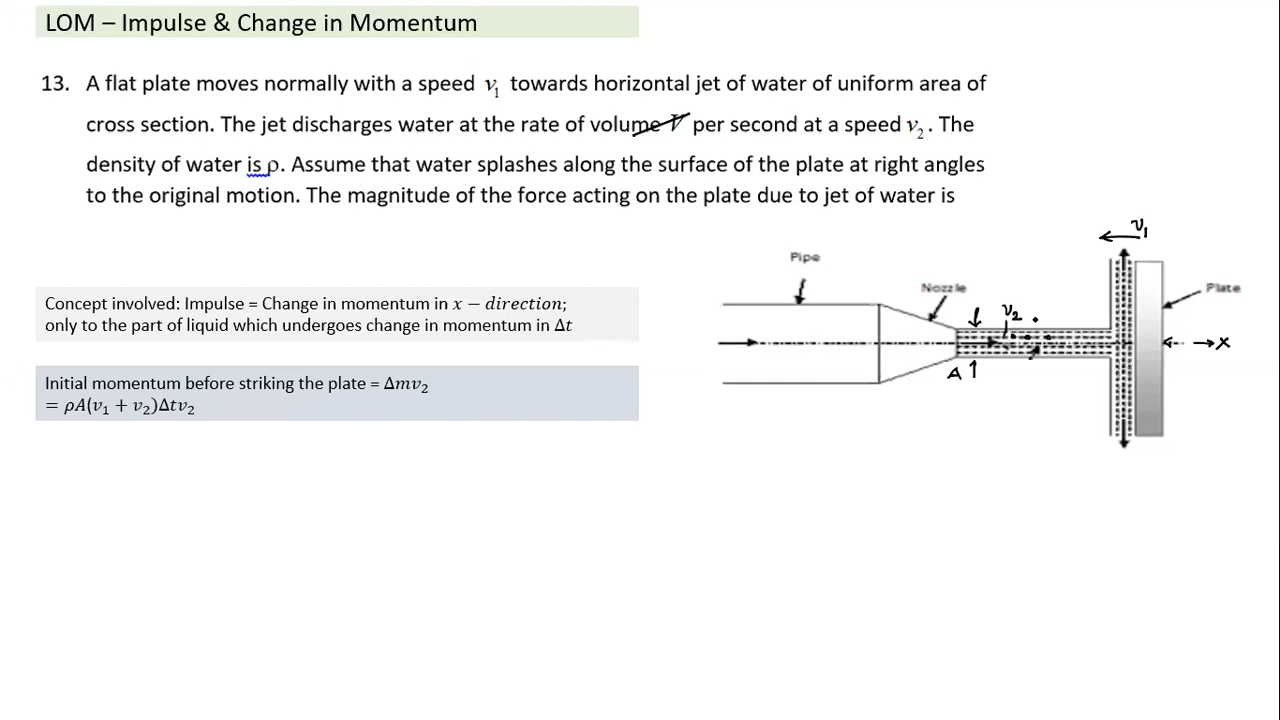 LOM – Impulse & Change in Momentum
13. A flat plate moves normally with a speed v₁ towards horizontal jet of water of uniform area of
cross section. The jet discharges water at the rate of volume V per second at a speed v₂. The
density of water is ρ. Assume that water splashes along the surface of the plate at right angles
to the original motion. The magnitude of the force acting on the plate due to jet of water is
v₁
Pipe
Nozzle
Plate
Concept involved: Impulse = Change in momentum in x − direction;
only to the part of liquid which undergoes change in momentum in Δt
v₂
→x
A
Initial momentum before striking the plate = Δmv₂
= ρA(v₁ + v₂)Δtv₂